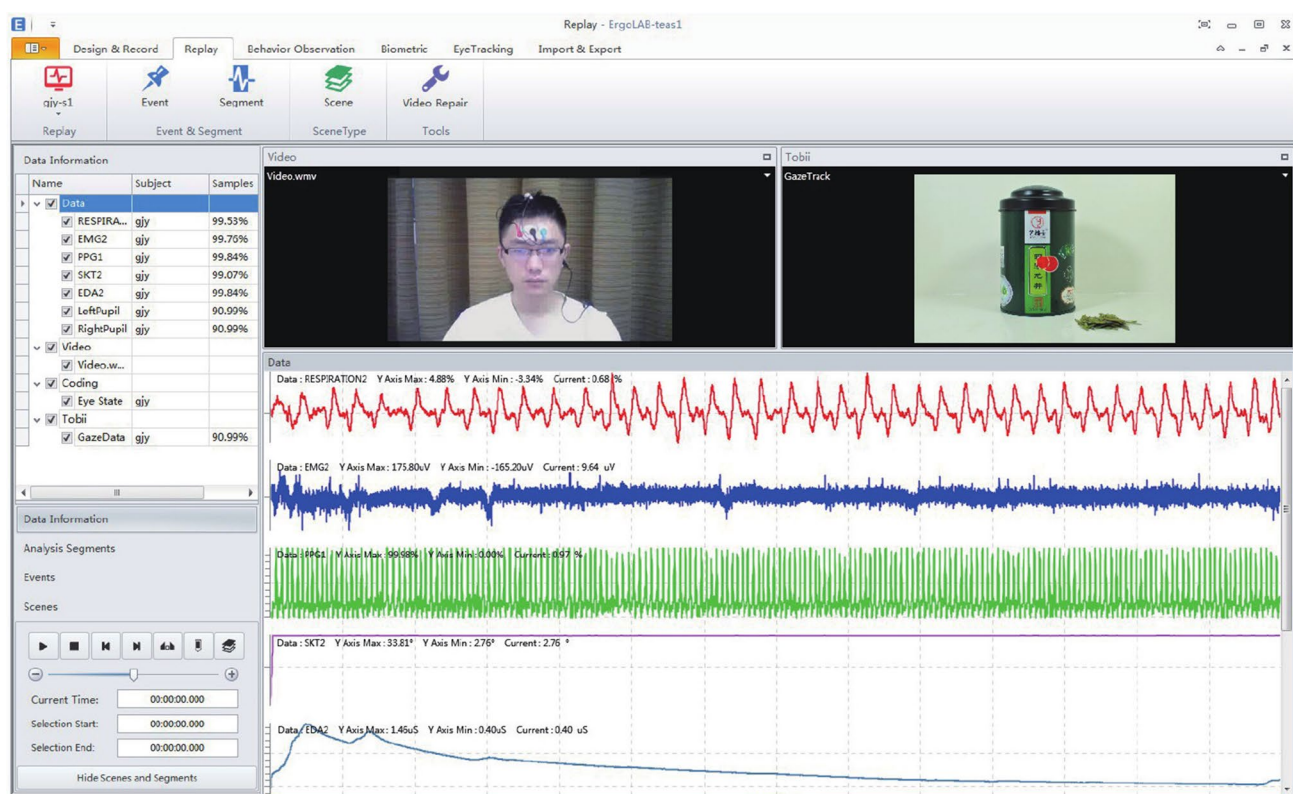 Replay - ErgoLAB-teas1
Design & Record Replay Behavior Observation Biometric EyeTracking Import & Export
gjy-s1 Event Segment Scene Video Repair
Replay Event & Segment SceneType Tools
Data Information
Name Subject Samples
Data
RESPIRA... gjy 99.53%
EMG2 gjy 99.76%
PPG1 gjy 99.84%
SKT2 gjy 99.07%
EDA2 gjy 99.84%
LeftPupil gjy 90.99%
RightPupil gjy 90.99%
Video
Video.w...
Coding
Eye State gjy
Tobii
GazeData gjy 90.99%
Data Information
Analysis Segments
Events
Scenes
Current Time: 00:00:00.000
Selection Start: 00:00:00.000
Selection End: 00:00:00.000
Hide Scenes and Segments
Video
Video.wmv
Tobii
GazeTrack
Data
Data : RESPIRATION2 Y Axis Max : 4.88% Y Axis Min : -3.34% Current : 0.68 %
Data : EMG2 Y Axis Max : 175.80uV Y Axis Min : -165.20uV Current : 9.64 uV
Data : PPG1 Y Axis Max : 99.98% Y Axis Min : 0.00% Current : 0.97 %
Data : SKT2 Y Axis Max : 33.81° Y Axis Min : 2.76° Current : 2.76 °
Data : EDA2 Y Axis Max : 1.46uS Y Axis Min : 0.40uS Current : 0.40 uS